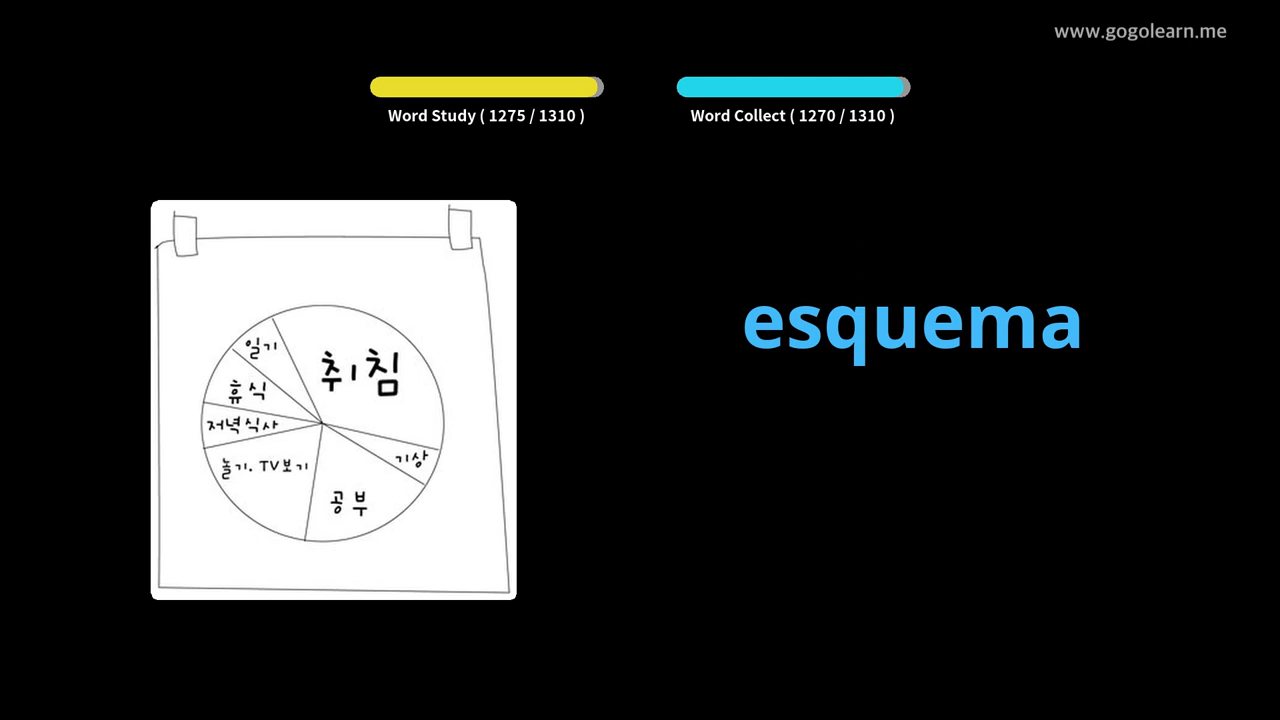 www.gogolearn.me
Word Study ( 1275 / 1310 )
Word Collect ( 1270 / 1310 )
일기
취침
휴식
저녁식사
놀기. TV보기
기상
공부
esquema